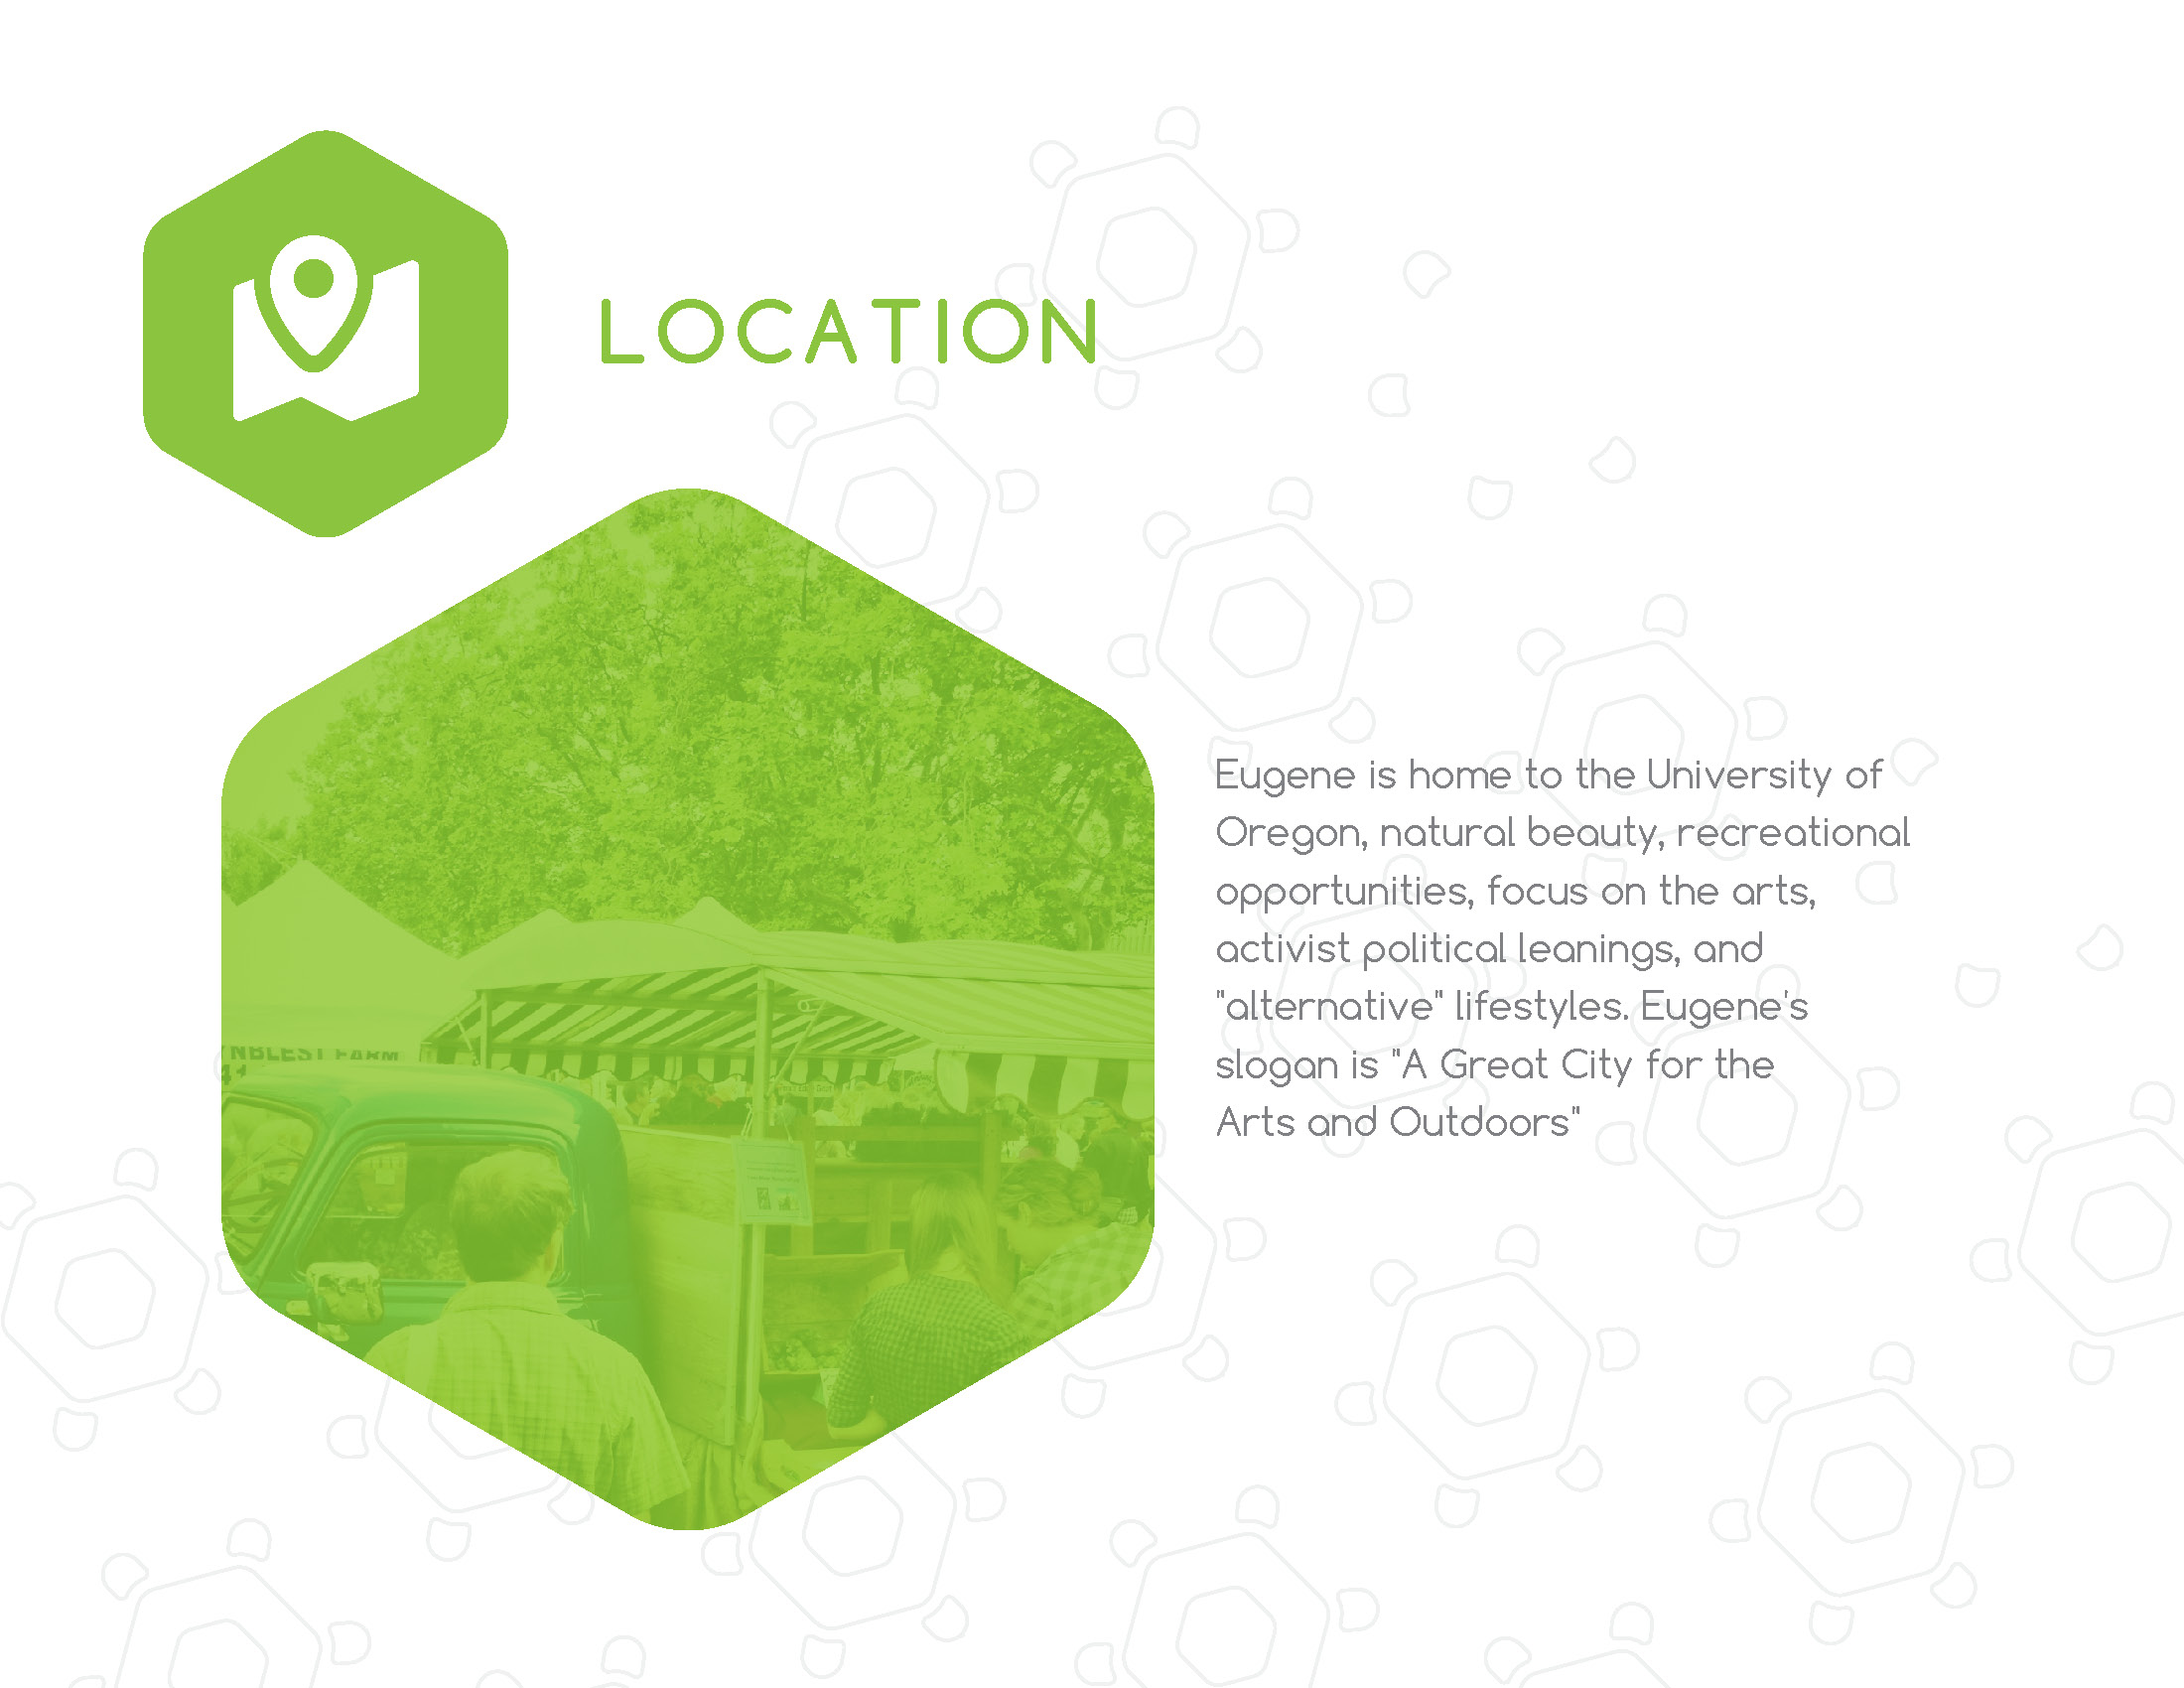 LOCATION
Eugene is home to the University of
Oregon, natural beauty, recreational
opportunities, focus on the arts,
activist political leanings, and
"alternative" lifestyles. Eugene's
slogan is "A Great City for the
Arts and Outdoors"
FARM
41